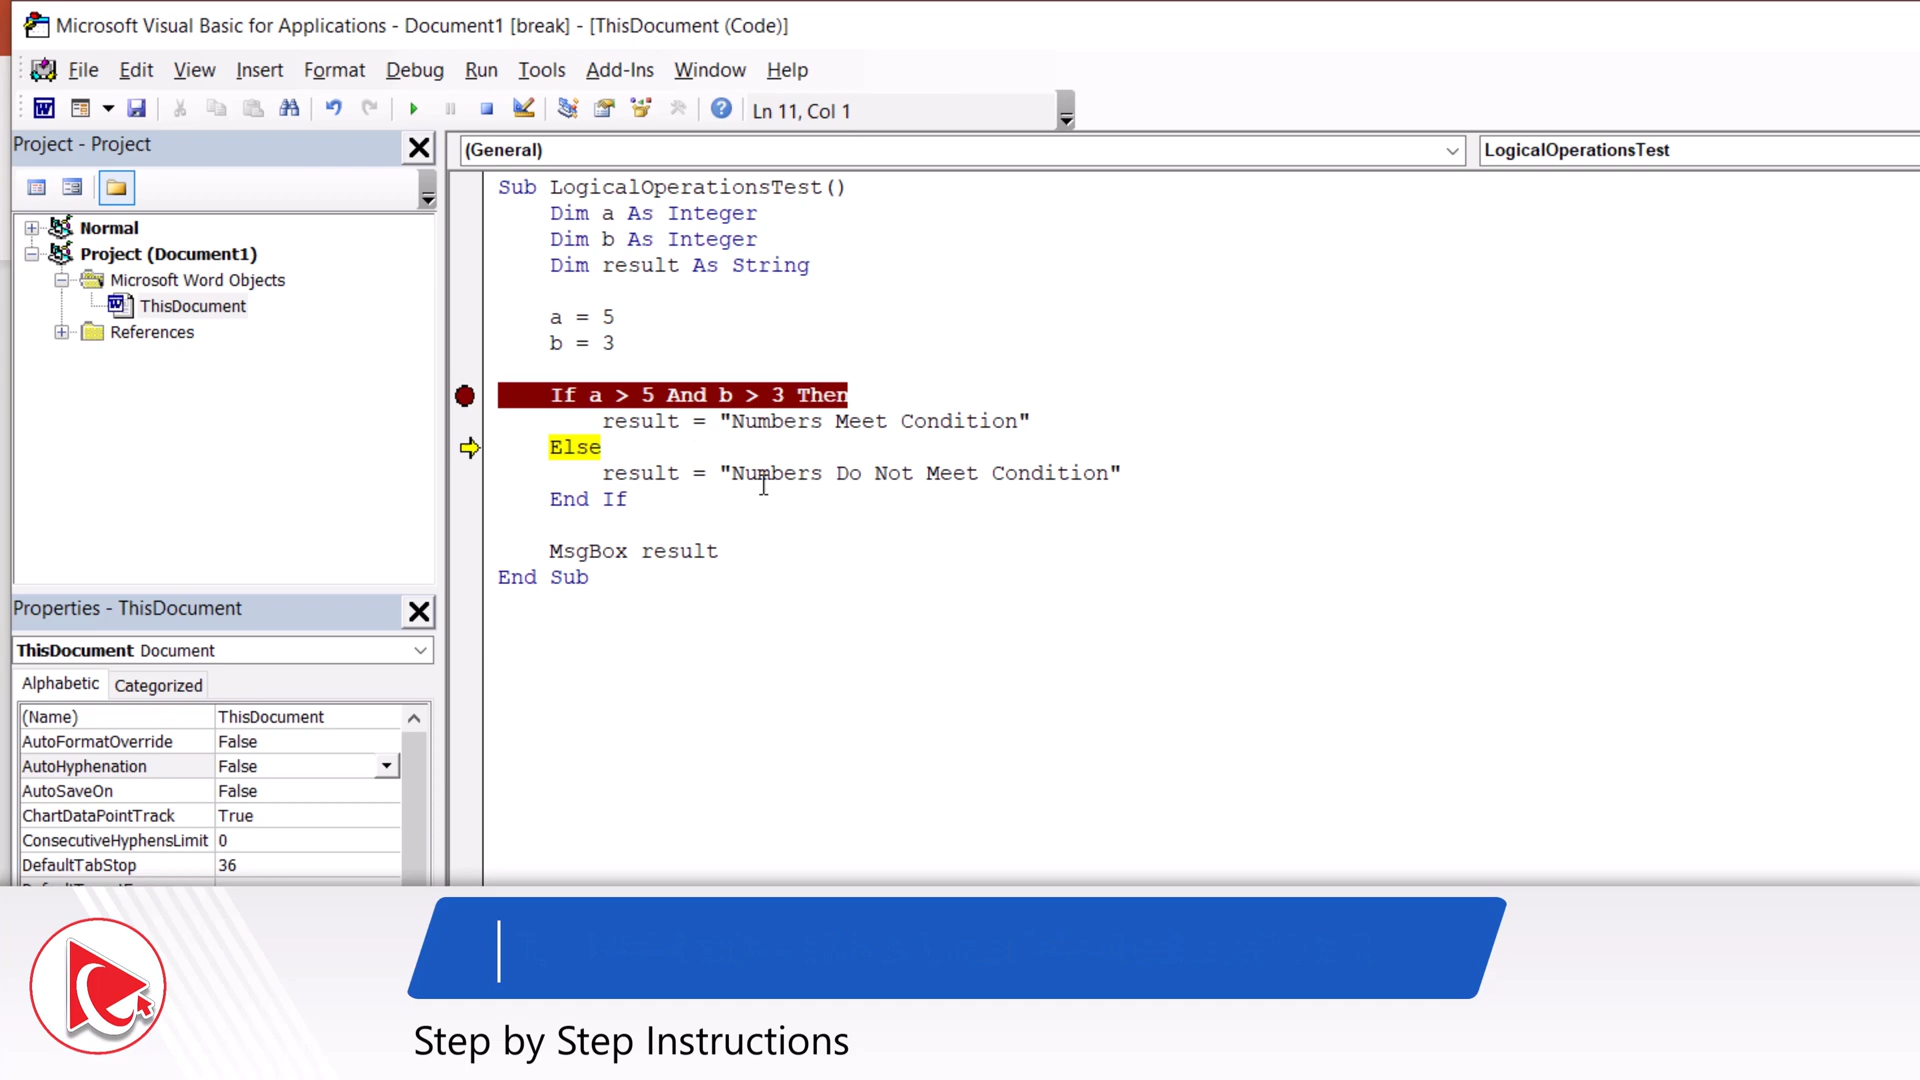 Microsoft Visual Basic for Applications - Document1 [break] - [ThisDocument (Code)]
File Edit View Insert Format Debug Run Tools Add-Ins Window Help
Ln 11, Col 1
Project - Project
(General)
LogicalOperationsTest
Normal
Project (Document1)
Microsoft Word Objects
ThisDocument
References
Sub LogicalOperationsTest()
Dim a As Integer
Dim b As Integer
Dim result As String
a = 5
b = 3
If a > 5 And b > 3 Then
result = "Numbers Meet Condition"
Else
result = "Numbers Do Not Meet Condition"
End If
MsgBox result
End Sub
Properties - ThisDocument
ThisDocument Document
Alphabetic Categorized
(Name) ThisDocument
AutoFormatOverride False
AutoHyphenation False
AutoSaveOn False
ChartDataPointTrack True
ConsecutiveHyphensLimit 0
DefaultTabStop 36
Step by Step Instructions